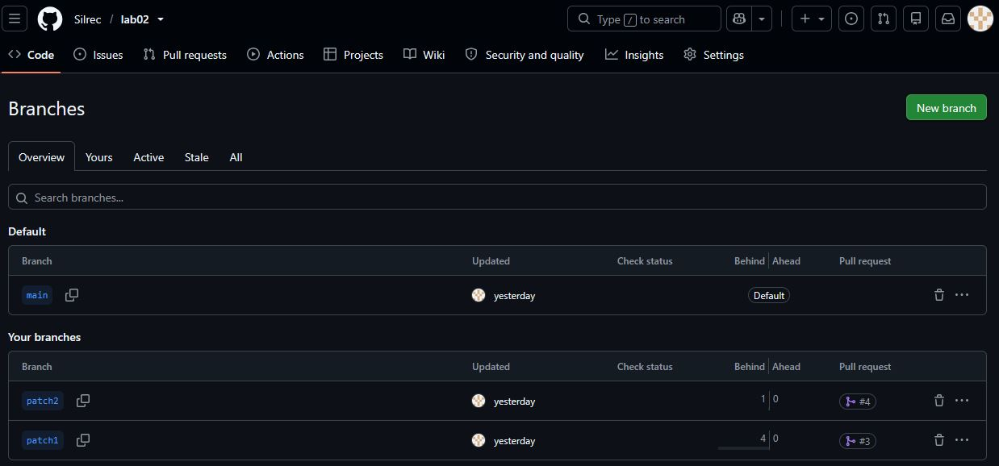 Silrec / lab02
Type / to search
Code Issues Pull requests Actions Projects Wiki Security and quality Insights Settings
Branches
New branch
Overview Yours Active Stale All
Search branches...
Default
Branch Updated Check status Behind Ahead Pull request
main yesterday Default
Your branches
Branch Updated Check status Behind Ahead Pull request
patch2 yesterday 1 0 #4
patch1 yesterday 4 0 #3